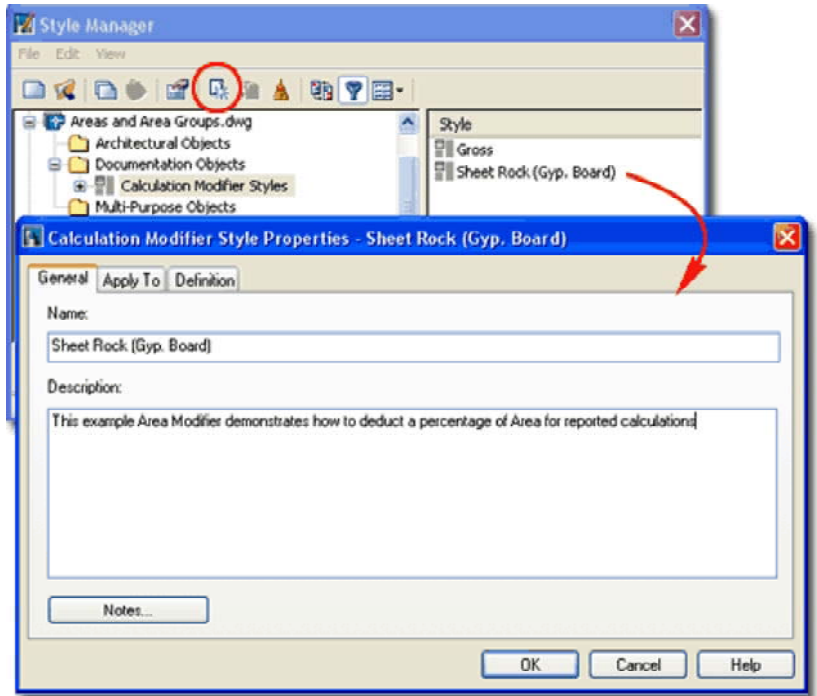 Style Manager
File Edit View
Areas and Area Groups.dwg
Architectural Objects
Documentation Objects
Calculation Modifier Styles
Multi-Purpose Objects
Style
Gross
Sheet Rock (Gyp. Board)
Calculation Modifier Style Properties - Sheet Rock (Gyp. Board)
General Apply To Definition
Name:
Sheet Rock (Gyp. Board)
Description:
This example Area Modifier demonstrates how to deduct a percentage of Area for reported calculations
Notes...
OK Cancel Help